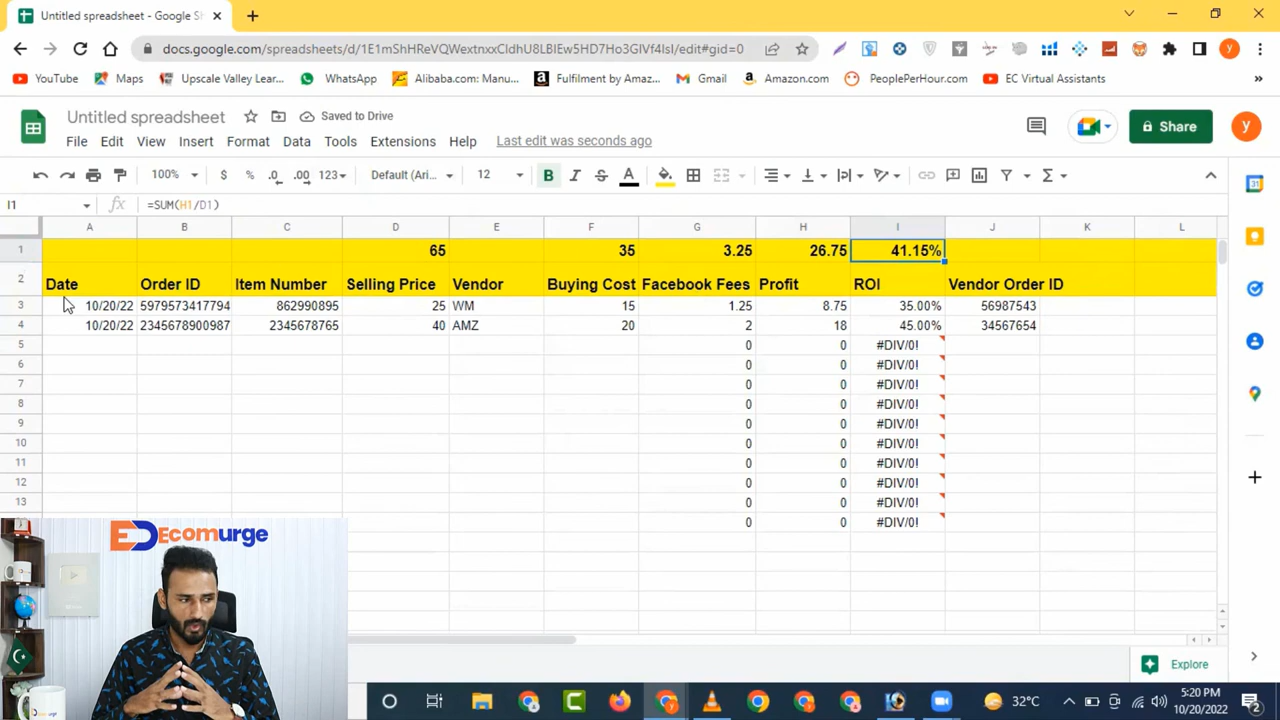 Untitled spreadsheet - Google Sh
docs.google.com/spreadsheets/d/1E1mShHReVQWextnxxCIdhU8LBIEw5HD7Ho3GIVf4IsI/edit#gid=0
YouTube Maps Upscale Valley Lear... WhatsApp Alibaba.com: Manu... Fulfilment by Amaz... Gmail Amazon.com PeoplePerHour.com EC Virtual Assistants
Untitled spreadsheet Saved to Drive
File Edit View Insert Format Data Tools Extensions Help Last edit was seconds ago
Share
y
100% $ % .0 .00 123 Default (Ari... 12 B I S A
I1 fx =SUM(H1/D1)
A B C D E F G H I J K L
1 65 35 3.25 26.75 41.15%
2 Date Order ID Item Number Selling Price Vendor Buying Cost Facebook Fees Profit ROI Vendor Order ID
3 10/20/22 5979573417794 862990895 25 WM 15 1.25 8.75 35.00% 56987543
4 10/20/22 2345678900987 2345678765 40 AMZ 20 2 18 45.00% 34567654
5 0 0 #DIV/0!
6 0 0 #DIV/0!
7 0 0 #DIV/0!
8 0 0 #DIV/0!
9 0 0 #DIV/0!
10 0 0 #DIV/0!
11 0 0 #DIV/0!
12 0 0 #DIV/0!
13 0 0 #DIV/0!
0 0 #DIV/0!
Ecomurge
Explore
32°C 5:20 PM
10/20/2022